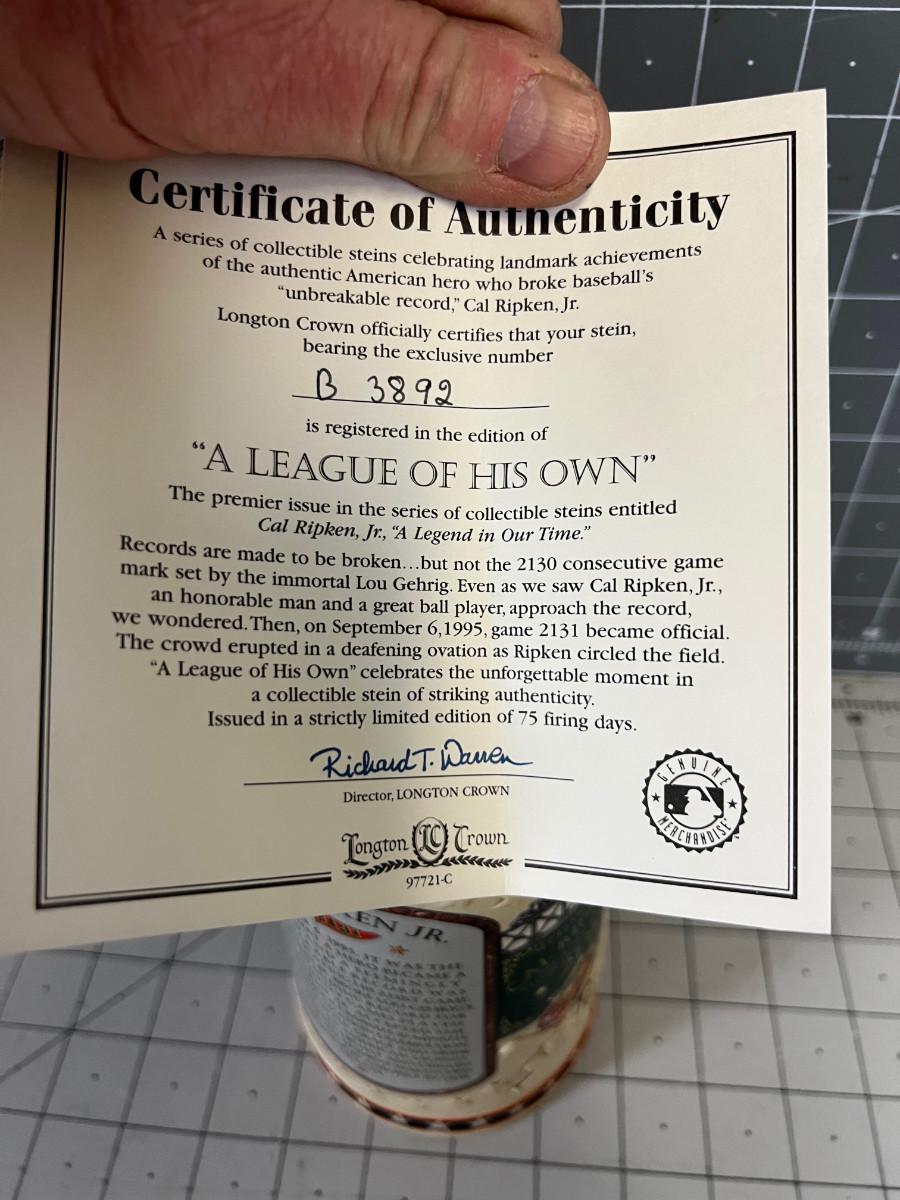 Certificate of Authenticity
A series of collectible steins celebrating landmark achievements
of the authentic American hero who broke baseball's
"unbreakable record," Cal Ripken, Jr.
Longton Crown officially certifies that your stein,
bearing the exclusive number
B 3892
is registered in the edition of
"A LEAGUE OF HIS OWN"
The premier issue in the series of collectible steins entitled
Cal Ripken, Jr., "A Legend in Our Time."
Records are made to be broken...but not the 2130 consecutive game
mark set by the immortal Lou Gehrig. Even as we saw Cal Ripken, Jr.,
an honorable man and a great ball player, approach the record,
we wondered. Then, on September 6, 1995, game 2131 became official.
The crowd erupted in a deafening ovation as Ripken circled the field.
"A League of His Own" celebrates the unforgettable moment in
a collectible stein of striking authenticity.
Issued in a strictly limited edition of 75 firing days.
Richard T. Warren
Director, LONGTON CROWN
GENUINE
MERCHANDISE
Longton LC Crown
97721-C
KEN JR.
IT WAS THE
BECAME A